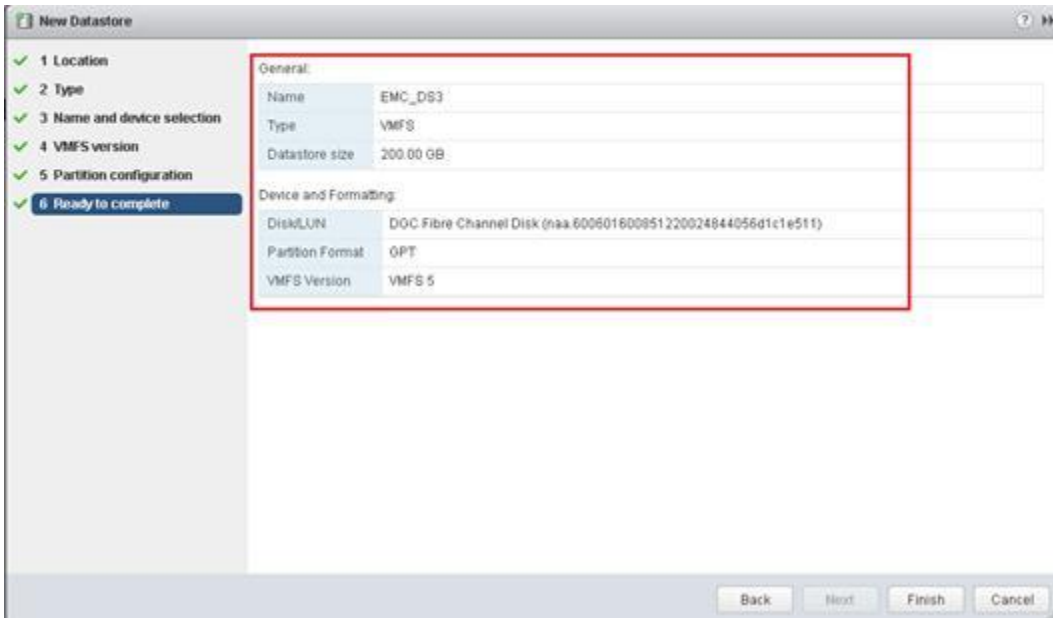 New Datastore
?
1 Location
2 Type
3 Name and device selection
4 VMFS version
5 Partition configuration
6 Ready to complete
General:
Name EMC_DS3
Type VMFS
Datastore size 200.00 GB
Device and Formatting:
Disk/LUN DGC Fibre Channel Disk (naa.600601600851220024844056d1c1e511)
Partition Format GPT
VMFS Version VMFS 5
Back Next Finish Cancel